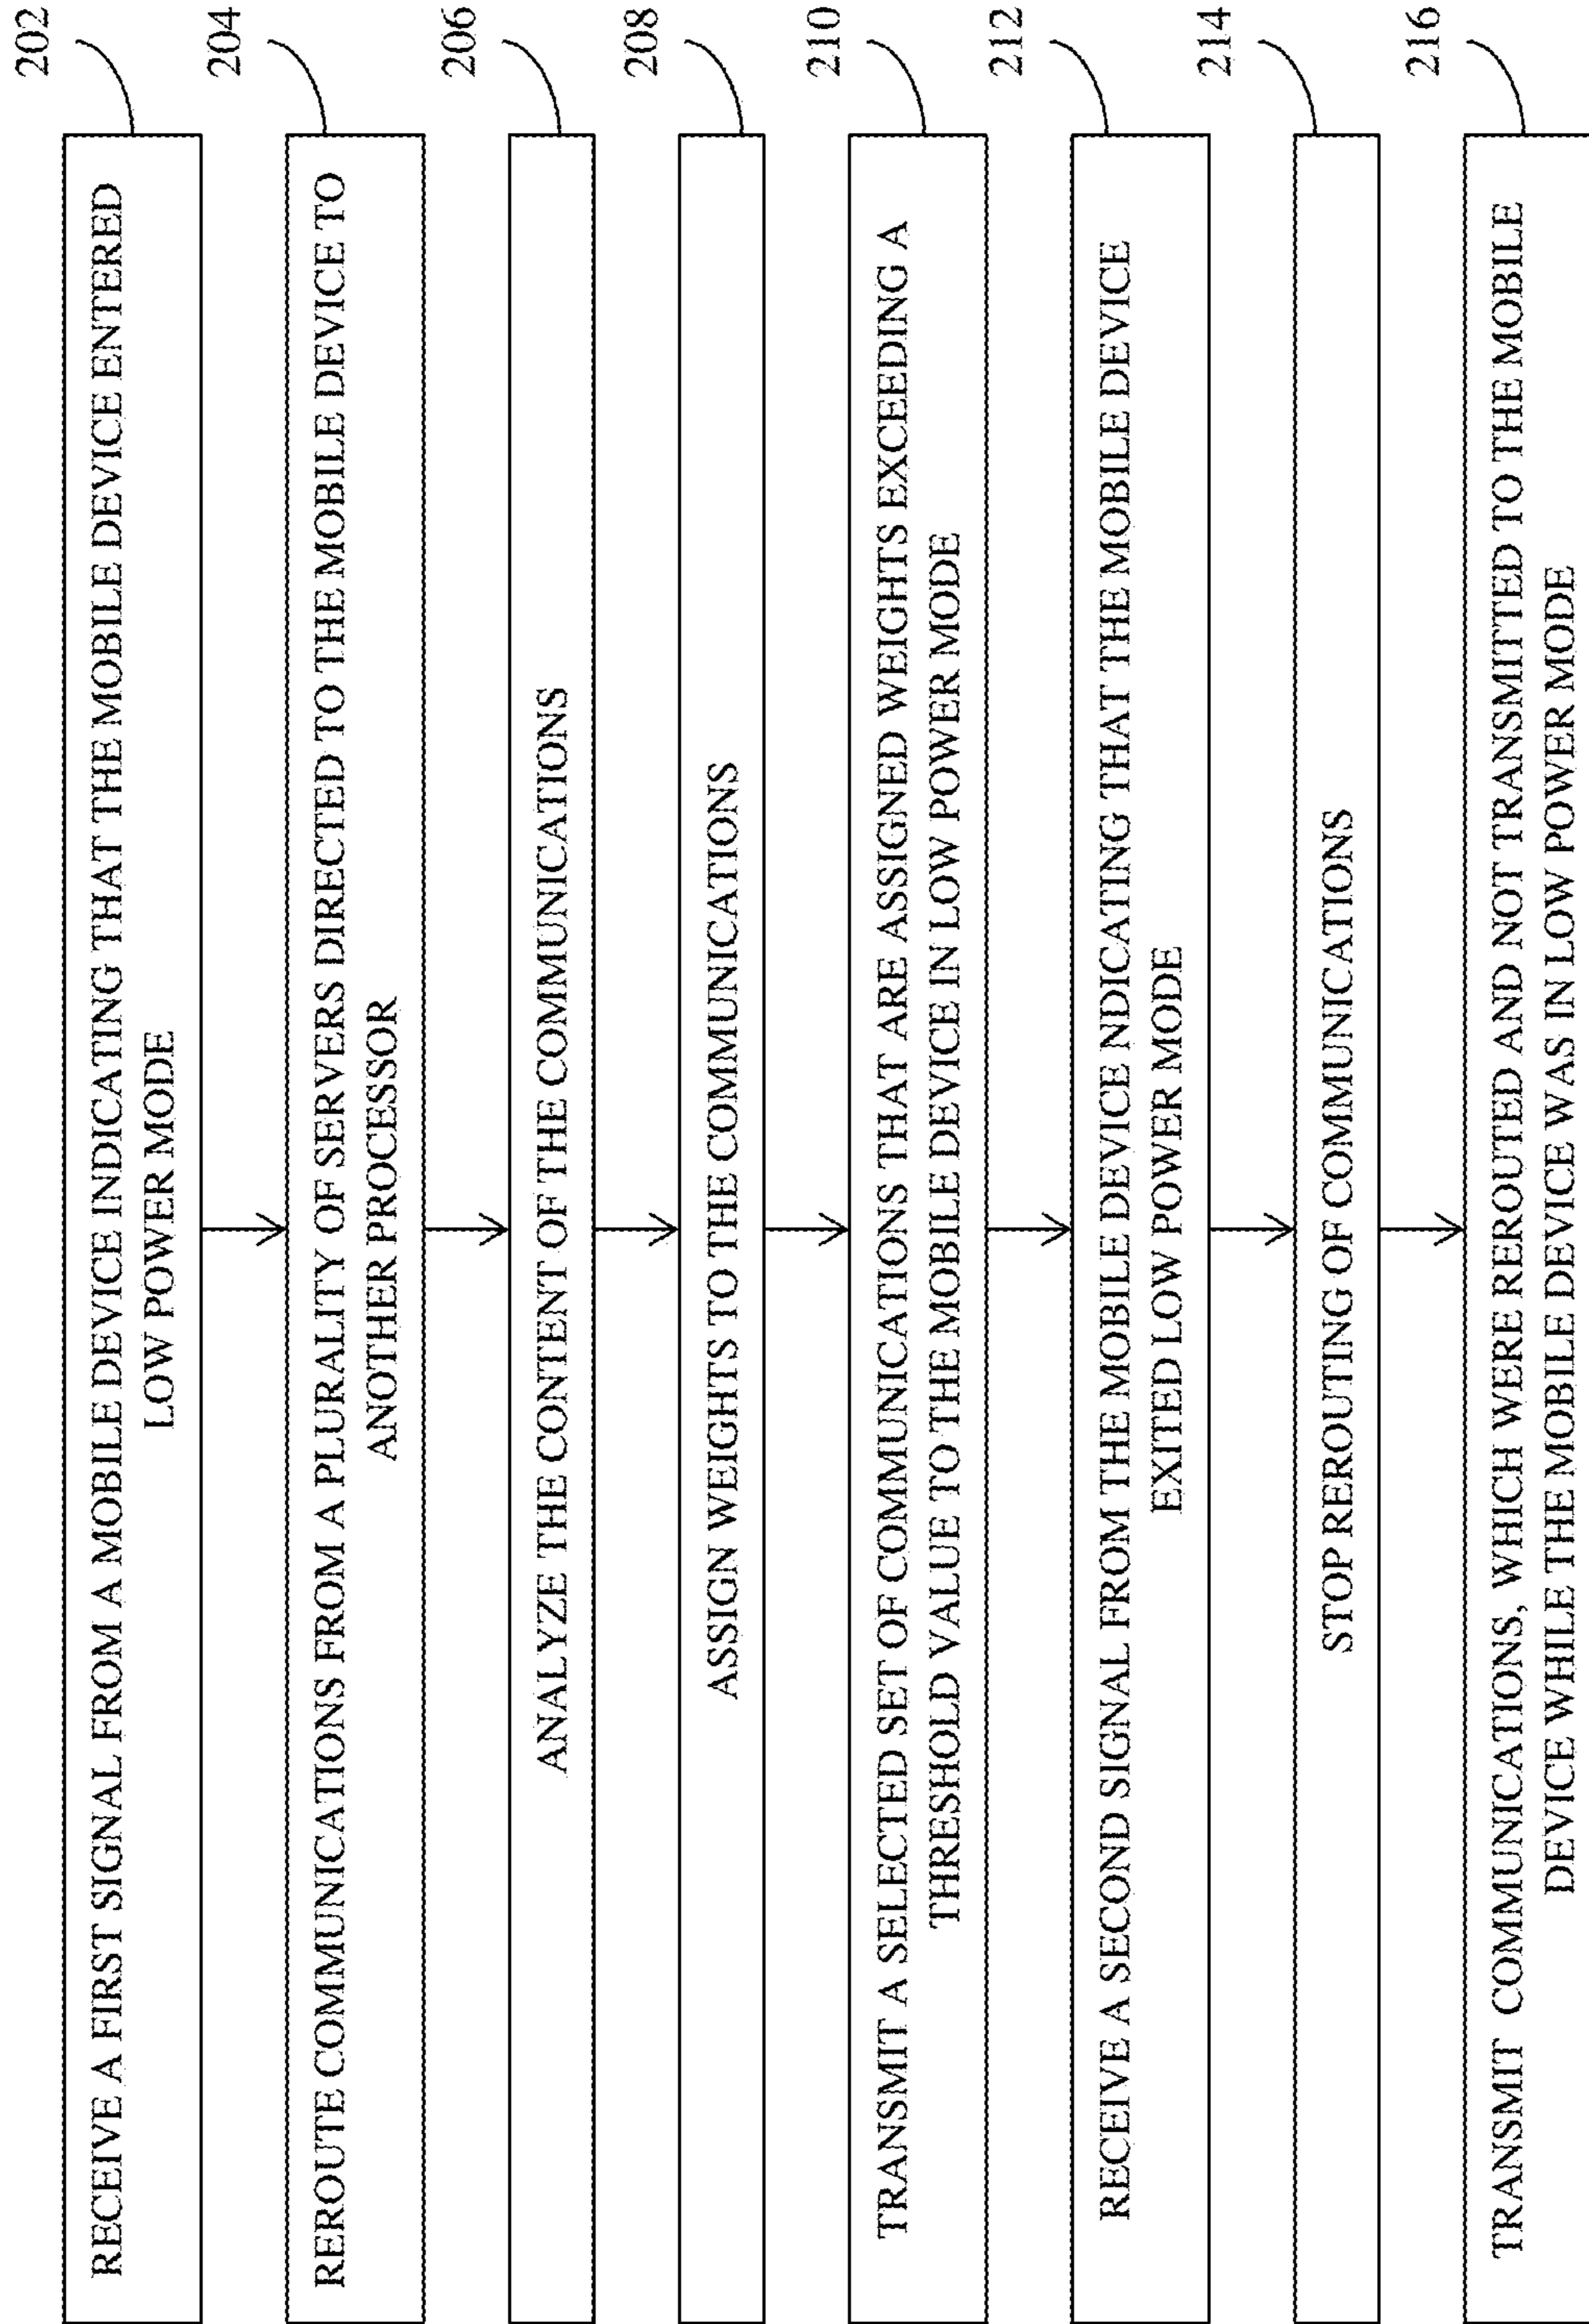 202
RECEIVE A FIRST SIGNAL FROM A MOBILE DEVICE INDICATING THAT THE MOBILE DEVICE ENTERED
LOW POWER MODE
204
REROUTE COMMUNICATIONS FROM A PLURALITY OF SERVERS DIRECTED TO THE MOBILE DEVICE TO
ANOTHER PROCESSOR
206
ANALYZE THE CONTENT OF THE COMMUNICATIONS
208
ASSIGN WEIGHTS TO THE COMMUNICATIONS
210
TRANSMIT A SELECTED SET OF COMMUNICATIONS THAT ARE ASSIGNED WEIGHTS EXCEEDING A
THRESHOLD VALUE TO THE MOBILE DEVICE IN LOW POWER MODE
212
RECEIVE A SECOND SIGNAL FROM THE MOBILE DEVICE INDICATING THAT THE MOBILE DEVICE
EXITED LOW POWER MODE
214
STOP REROUTING OF COMMUNICATIONS
216
TRANSMIT COMMUNICATIONS, WHICH WERE REROUTED AND NOT TRANSMITTED TO THE MOBILE
DEVICE WHILE THE MOBILE DEVICE WAS IN LOW POWER MODE